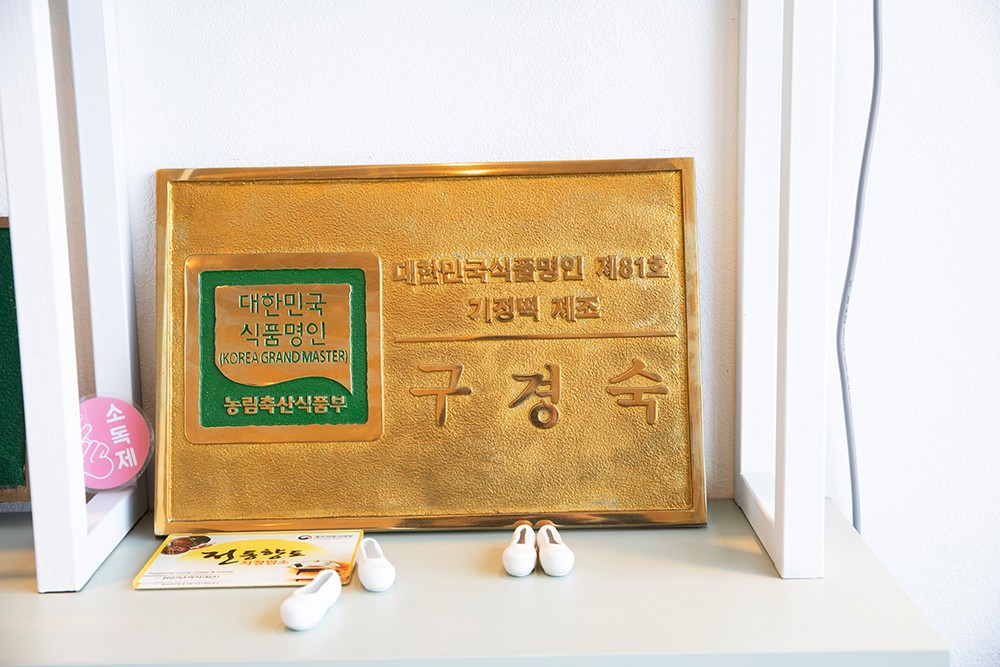 대한민국
식품명인
(KOREA GRAND MASTER)
농림축산식품부
대한민국식품명인 제81호
기정떡 제조
구경숙
소독제
전통향토